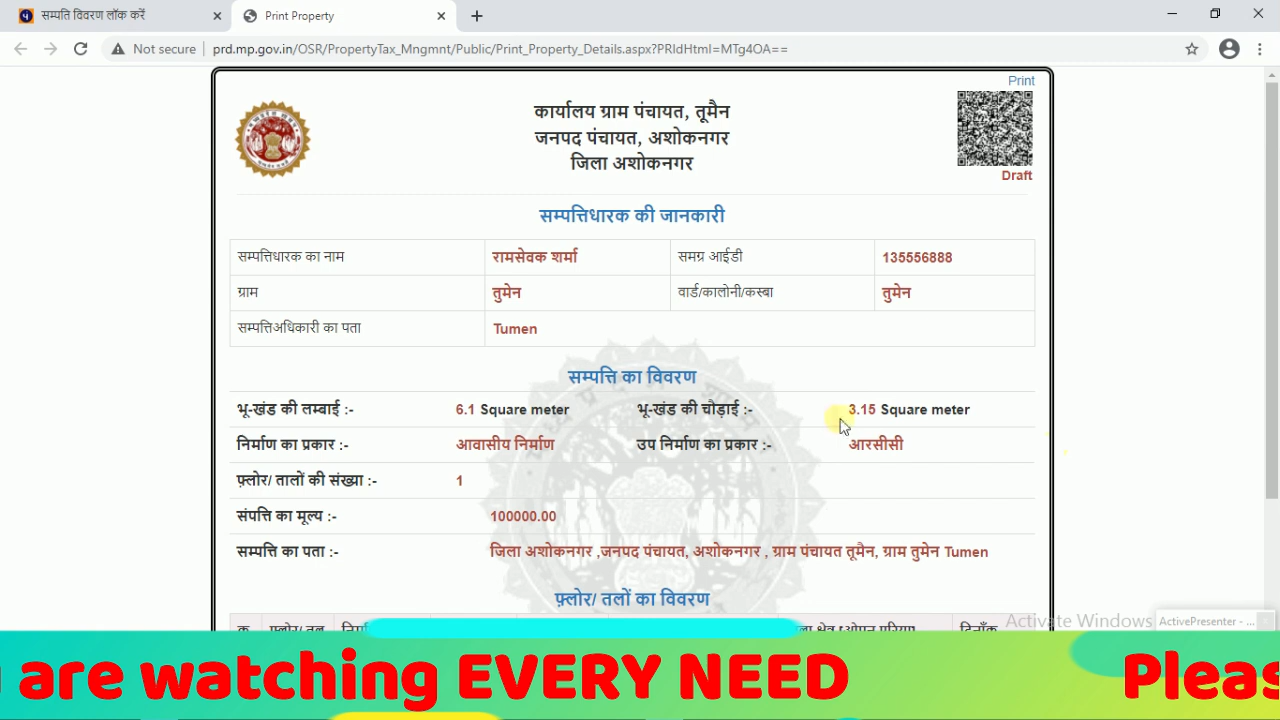 सम्पति विवरण लॉक करें
Print Property
Not secure
prd.mp.gov.in/OSR/PropertyTax_Mngmnt/Public/Print_Property_Details.aspx?PRIdHtml=MTg4OA==
Print
कार्यालय ग्राम पंचायत, तूमैन
जनपद पंचायत, अशोकनगर
जिला अशोकनगर
Draft
सम्पत्तिधारक की जानकारी
सम्पत्तिधारक का नाम रामसेवक शर्मा समग्र आईडी 135556888
ग्राम तुमेन वार्ड/कालोनी/कस्बा तुमेन
सम्पत्तिअधिकारी का पता Tumen
सम्पत्ति का विवरण
भू-खंड की लम्बाई :- 6.1 Square meter भू-खंड की चौड़ाई :- 3.15 Square meter
निर्माण का प्रकार :- आवासीय निर्माण उप निर्माण का प्रकार :- आरसीसी
फ़्लोर/ तालों की संख्या :- 1
संपत्ति का मूल्य :- 100000.00
सम्पत्ति का पता :- जिला अशोकनगर ,जनपद पंचायत, अशोकनगर , ग्राम पंचायत तूमैन, ग्राम तुमेन Tumen
फ़्लोर/ तलों का विवरण
Activate Windows
ActivePresenter - ...
are watching EVERY NEED